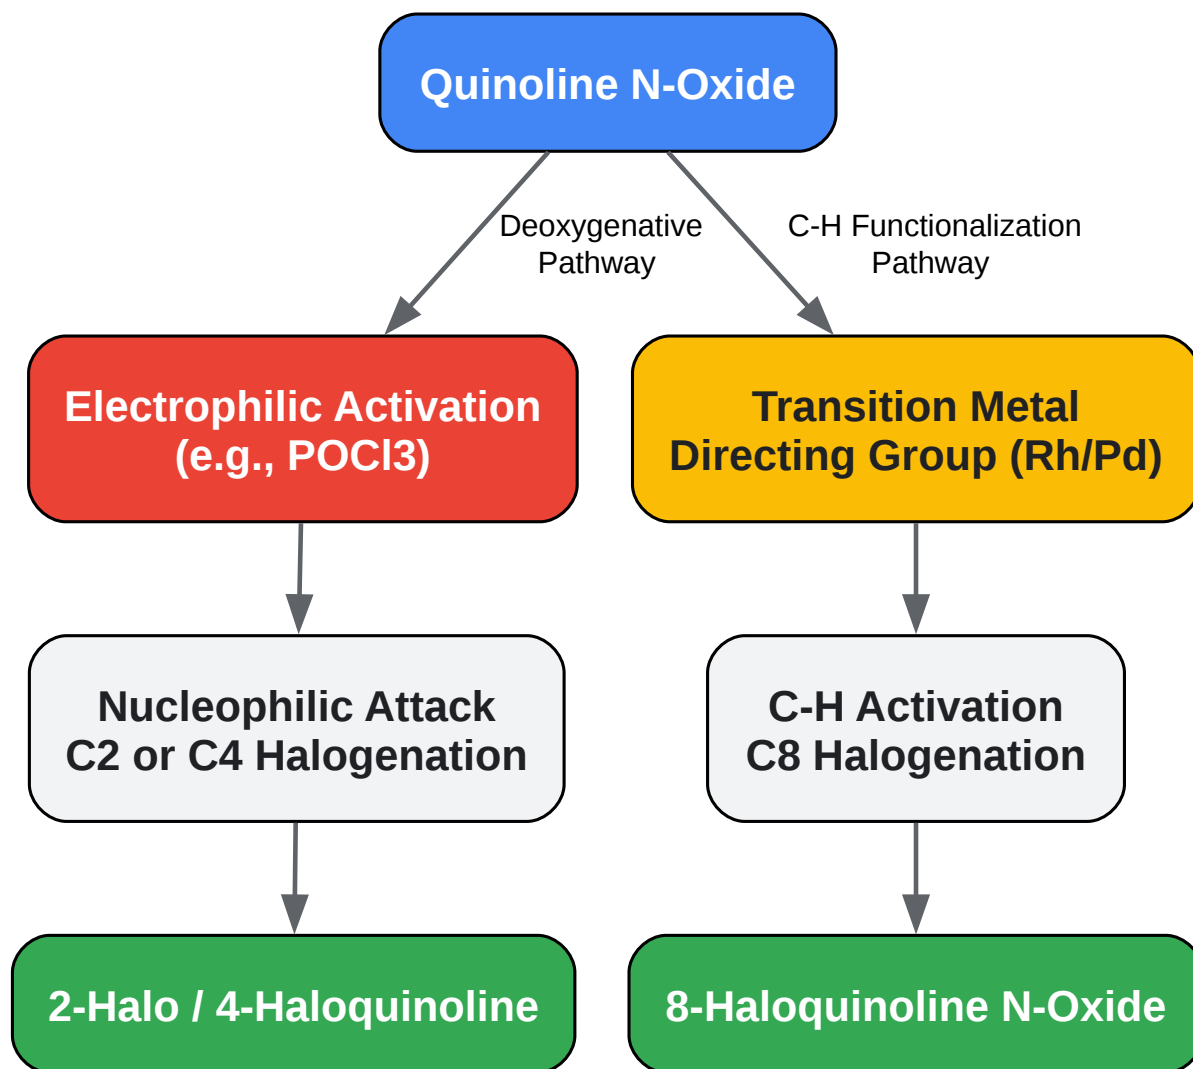 Quinoline N-Oxide
Deoxygenative
Pathway
C-H Functionalization
Pathway
Electrophilic Activation
(e.g., POCl3)
Transition Metal
Directing Group (Rh/Pd)
Nucleophilic Attack
C2 or C4 Halogenation
C-H Activation
C8 Halogenation
2-Halo / 4-Haloquinoline
8-Haloquinoline N-Oxide